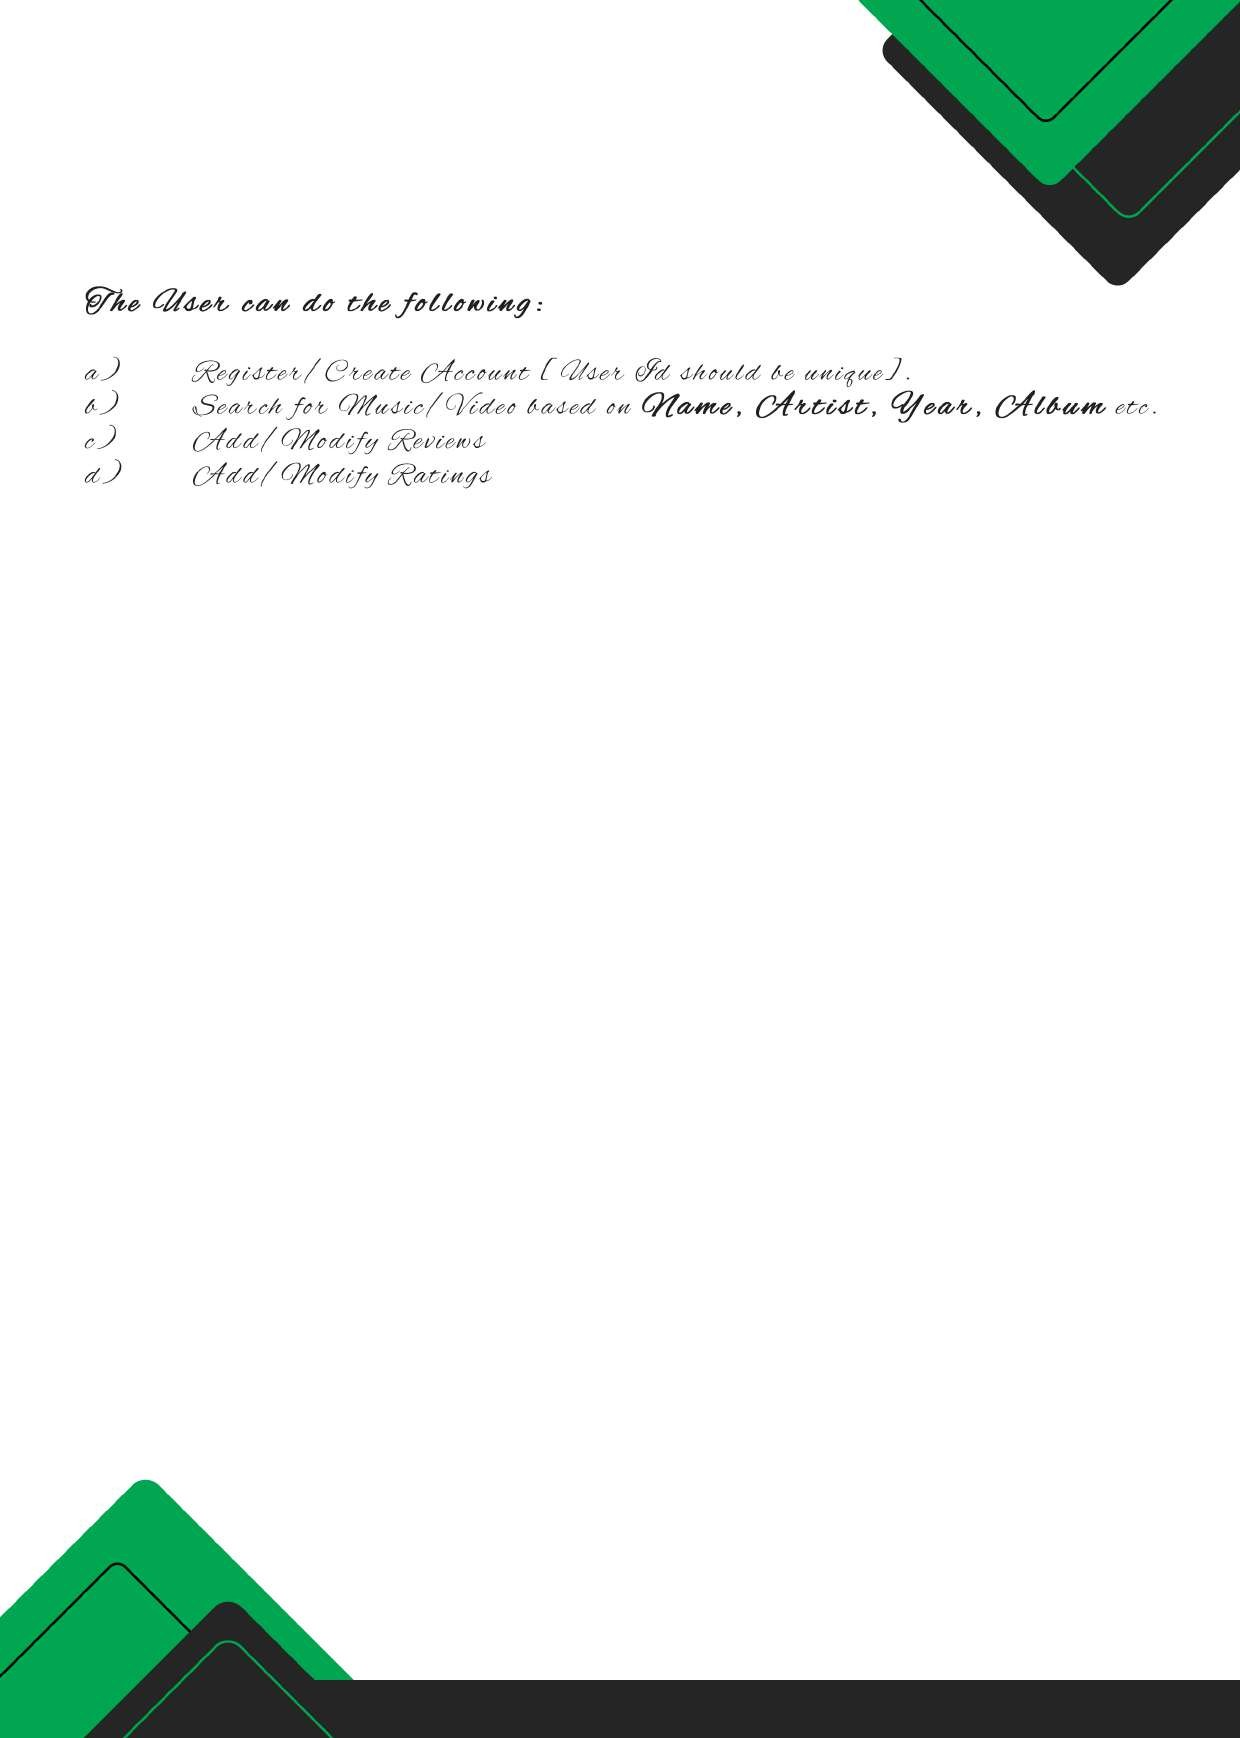 The User can do the following:
a) Register/Create Account [User Id should be unique].
b) Search for Music/Video based on Name, Artist, Year, Album etc.
c) Add/Modify Reviews
d) Add/Modify Ratings